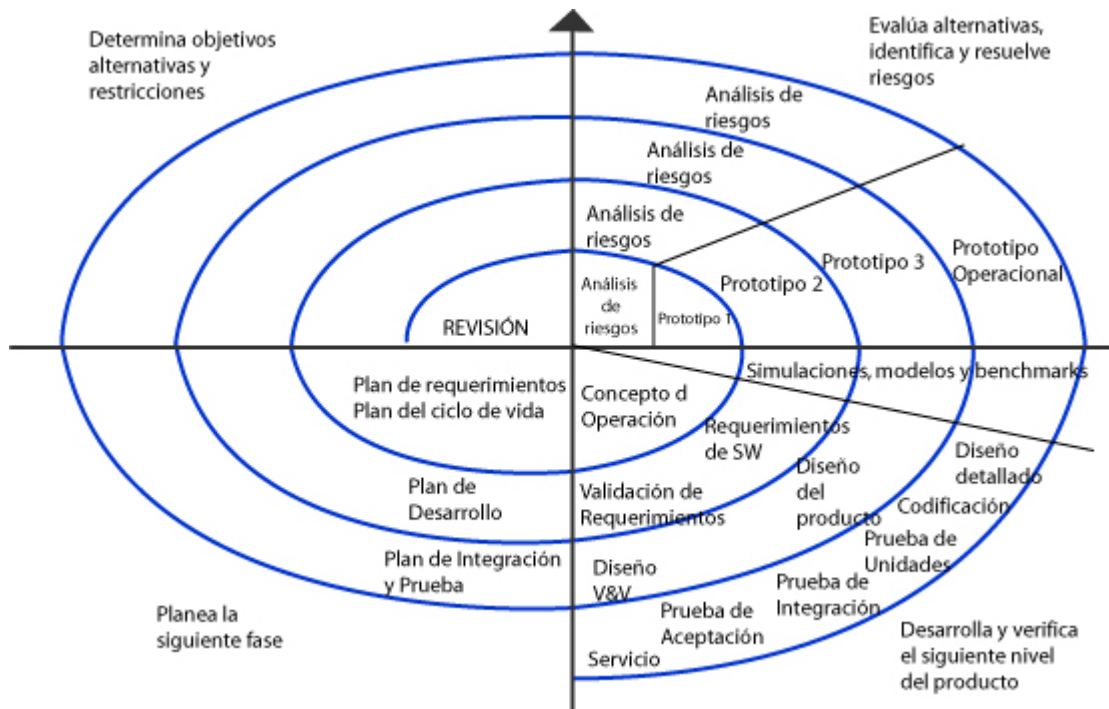 Determina objetivos
alternativas y
restricciones
Evalúa alternativas,
identifica y resuelve
riesgos
Análisis de
riesgos
Análisis de
riesgos
Análisis de
riesgos
Análisis
de
riesgos
Prototipo 1
Prototipo 2
Prototipo 3
Prototipo
Operacional
REVISIÓN
Simulaciones, modelos y benchmarks
Plan de requerimientos
Plan del ciclo de vida
Concepto d
Operación
Requerimientos
de SW
Diseño
del
producto
Diseño
detallado
Plan de
Desarrollo
Validación de
Requerimientos
Codificación
Prueba de
Unidades
Plan de Integración
y Prueba
Diseño
V&V
Prueba de
Integración
Prueba de
Aceptación
Servicio
Planea la
siguiente fase
Desarrolla y verifica
el siguiente nivel
del producto